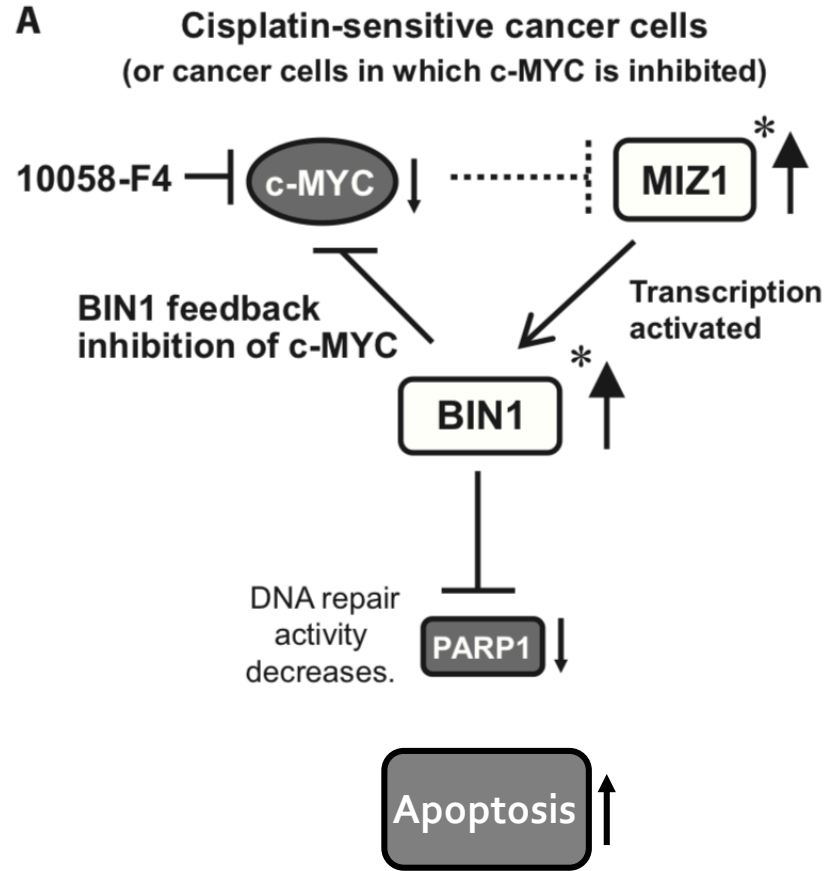 A
Cisplatin-sensitive cancer cells
(or cancer cells in which c-MYC is inhibited)
10058-F4
c-MYC
*
MIZ1
BIN1 feedback
inhibition of c-MYC
Transcription
activated
*
BIN1
DNA repair
activity
decreases.
PARP1
Apoptosis